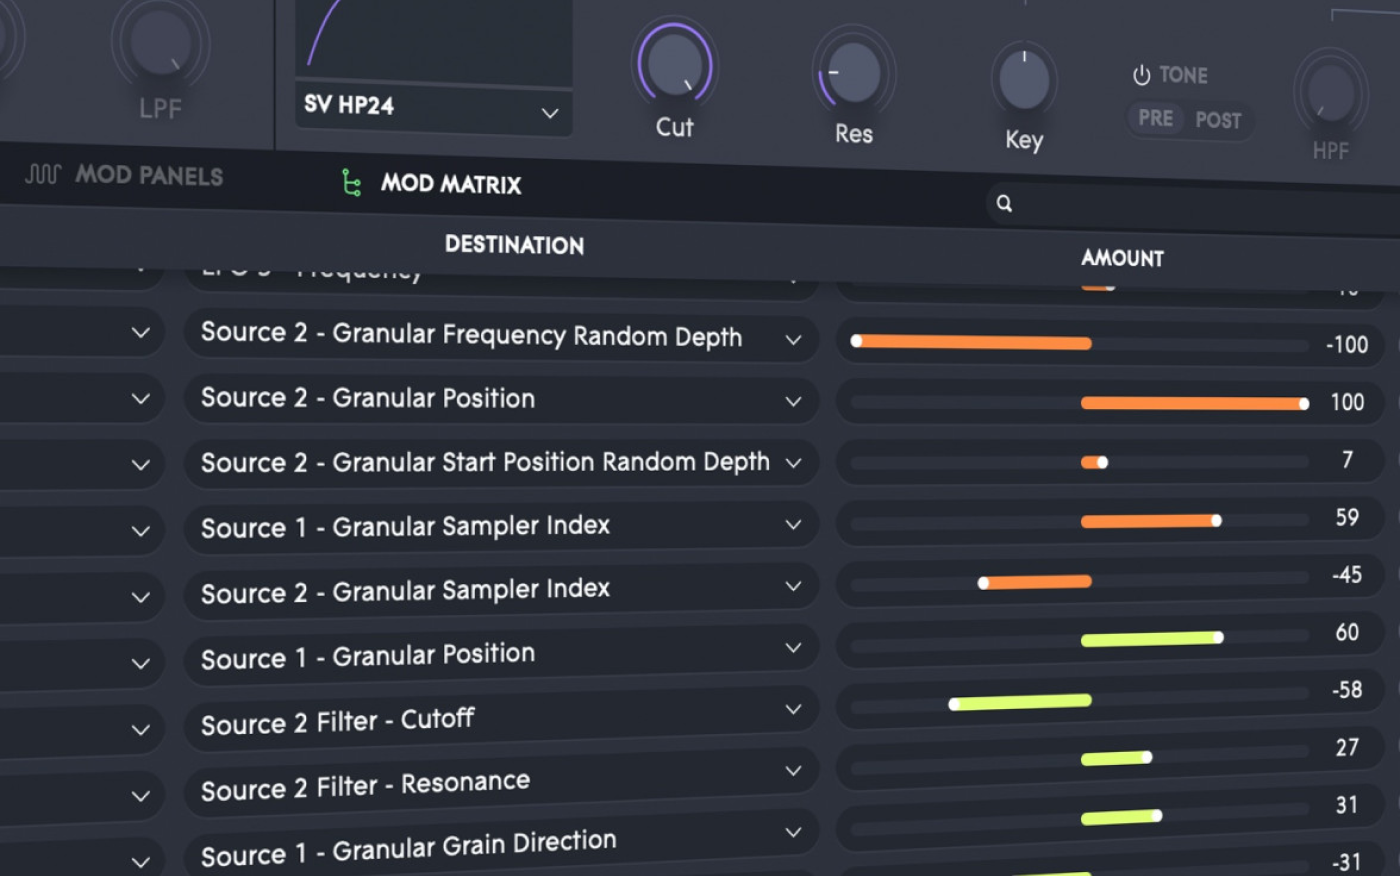 LPF
SV HP24
Cut
Res
Key
TONE
PRE POST
HPF
MOD PANELS
MOD MATRIX
DESTINATION
AMOUNT
Frequency
Source 2 - Granular Frequency Random Depth
-100
Source 2 - Granular Position
100
Source 2 - Granular Start Position Random Depth
7
Source 1 - Granular Sampler Index
59
Source 2 - Granular Sampler Index
-45
Source 1 - Granular Position
60
Source 2 Filter - Cutoff
-58
Source 2 Filter - Resonance
27
Source 1 - Granular Grain Direction
31
-31